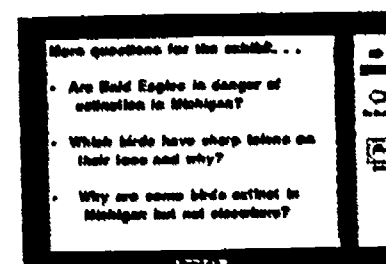 More questions for the exhibit. . .
• Are Bald Eagles in danger of
extinction in Michigan?
• Which birds have sharp talons on
their toes and why?
• Why are some birds extinct in
Michigan but not elsewhere?